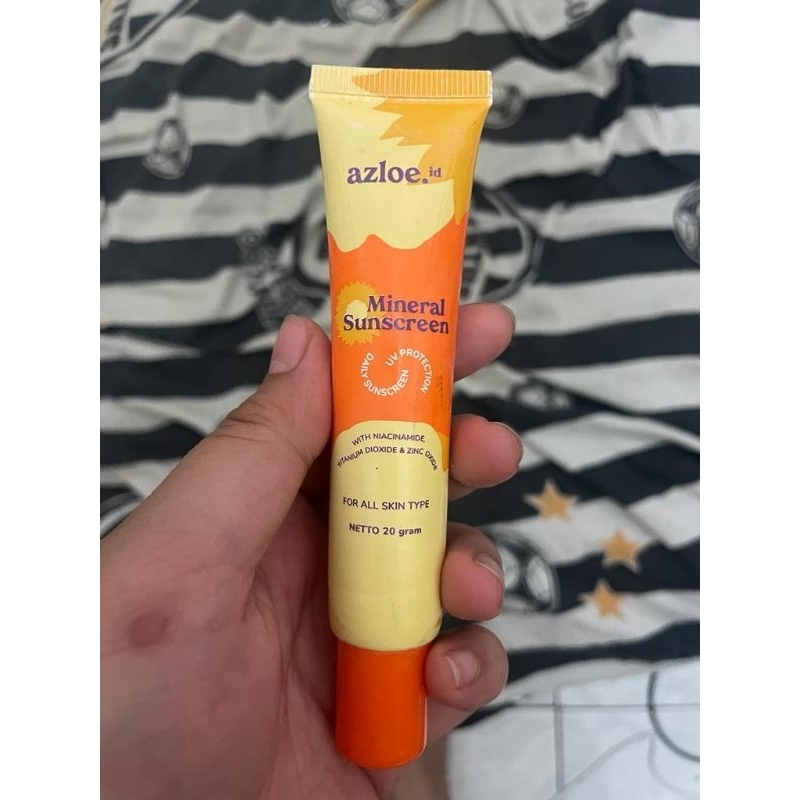 azloe.id
Mineral
Sunscreen
UV PROTECTION
DAILY SUNSCREEN
WITH NIACINAMIDE,
TITANIUM DIOXIDE & ZINC OXIDE
FOR ALL SKIN TYPE
NETTO 20 gram